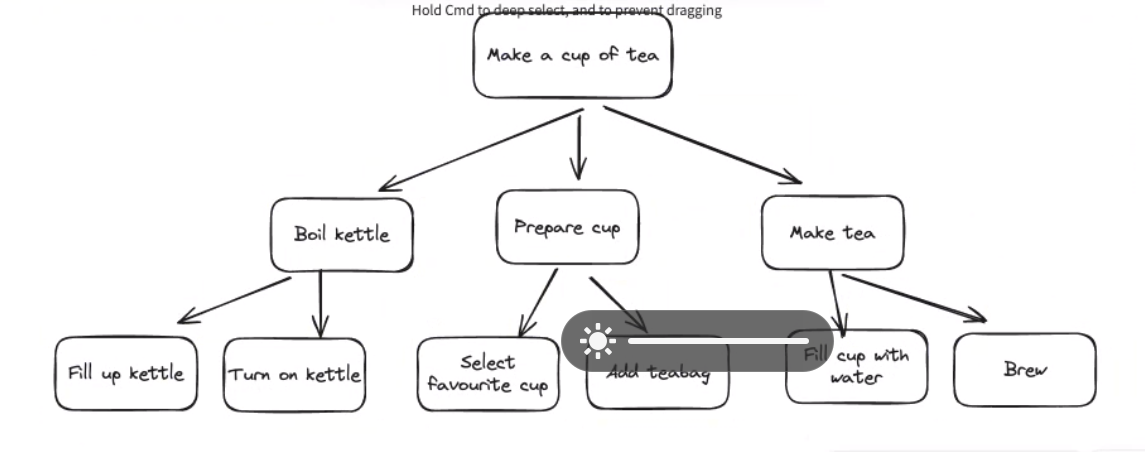 Hold Cmd to deep select, and to prevent dragging
Make a cup of tea
Boil kettle
Prepare cup
Make tea
Fill up kettle
Turn on kettle
Select
favourite cup
Add teabag
Fill cup with
water
Brew